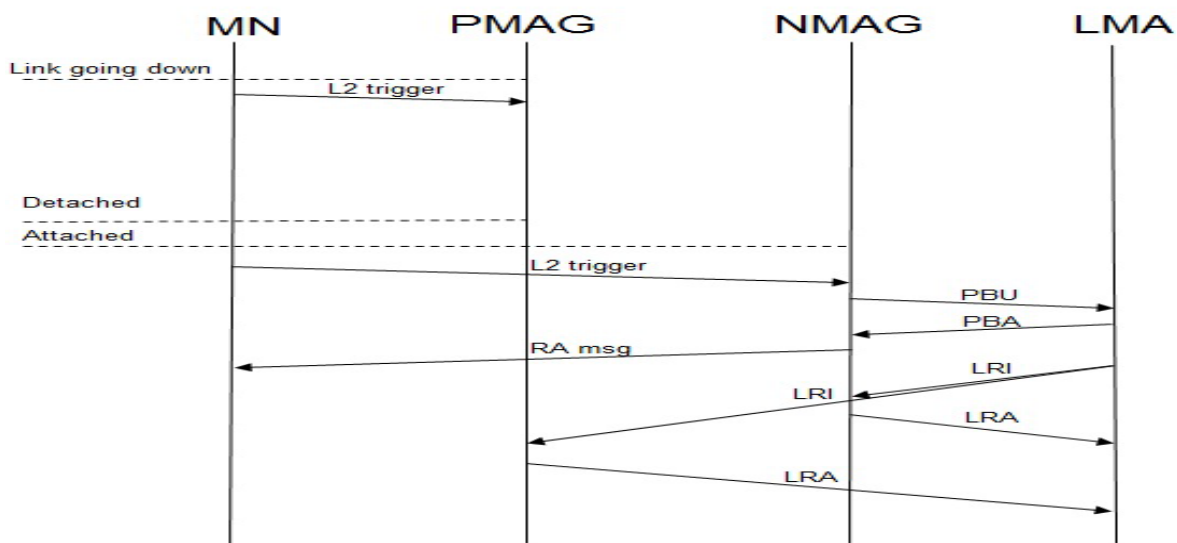 MN PMAG NMAG LMA
Link going down
L2 trigger
Detached
Attached
L2 trigger
PBU
PBA
RA msg
LRI
LRI
LRA
LRA